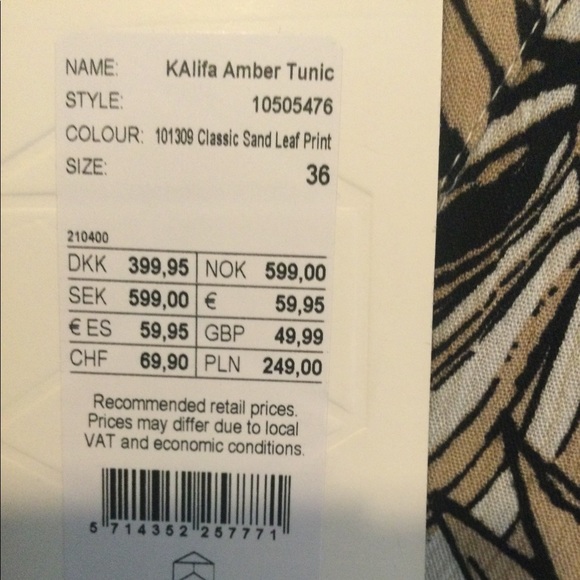 NAME: KAlifa Amber Tunic
STYLE: 10505476
COLOUR: 101309 Classic Sand Leaf Print
SIZE: 36
210400
DKK 399,95 NOK 599,00
SEK 599,00 € 59,95
€ ES 59,95 GBP 49,99
CHF 69,90 PLN 249,00
Recommended retail prices.
Prices may differ due to local
VAT and economic conditions.
5 714352 257771